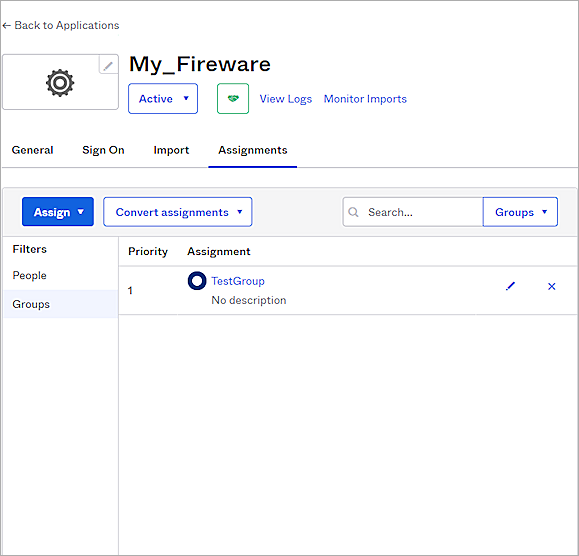 ← Back to Applications
My_Fireware
Active ▼
View Logs
Monitor Imports
General
Sign On
Import
Assignments
Assign ▼
Convert assignments ▼
Search...
Groups ▼
Filters
Priority
Assignment
People
Groups
1
TestGroup
No description